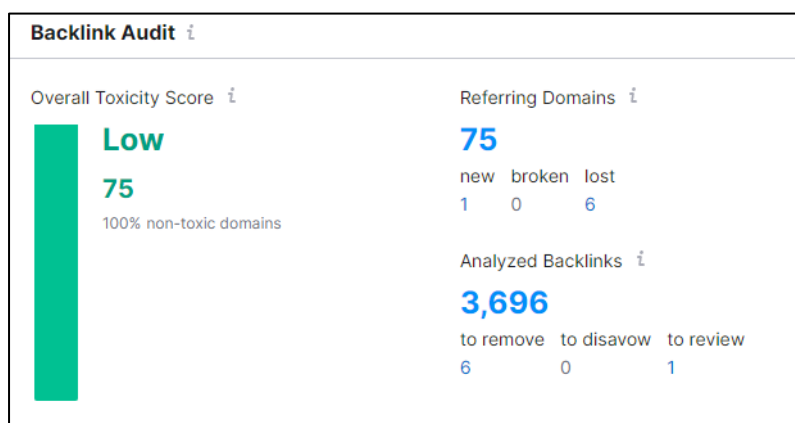 Backlink Audit i
Overall Toxicity Score i
Low
75
100% non-toxic domains
Referring Domains i
75
new broken lost
1 0 6
Analyzed Backlinks i
3,696
to remove to disavow to review
6 0 1